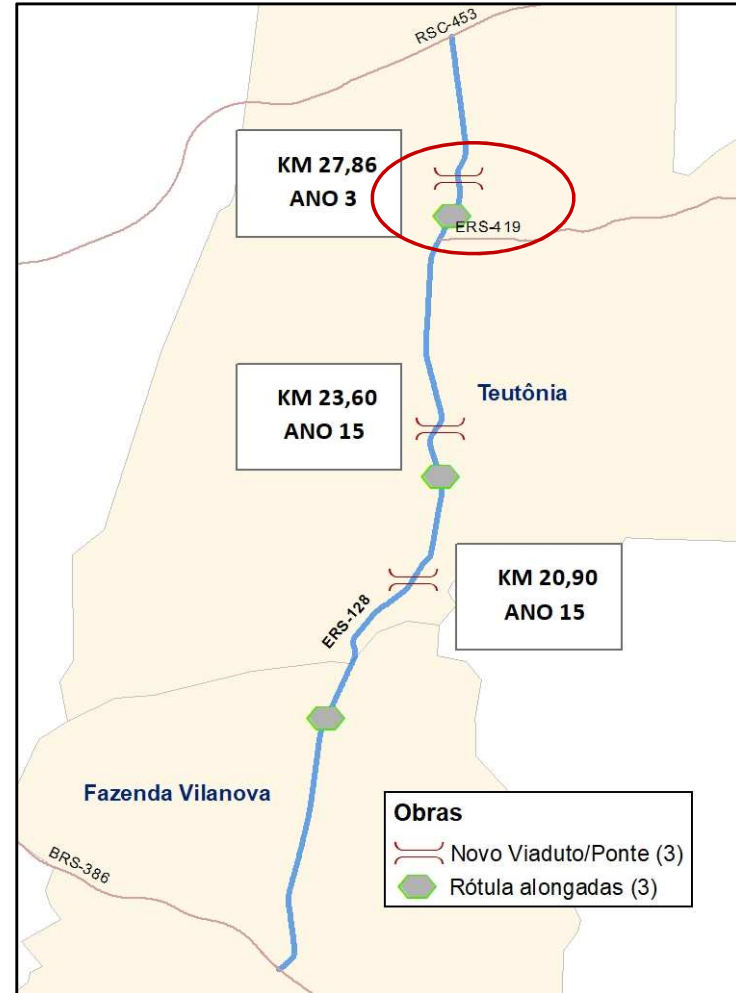 RSC-453
KM 27,86
ANO 3
ERS-419
KM 23,60
ANO 15
Teutônia
KM 20,90
ANO 15
ERS-128
Fazenda Vilanova
BRS-386
Obras
Novo Viaduto/Ponte (3)
Rótula alongadas (3)